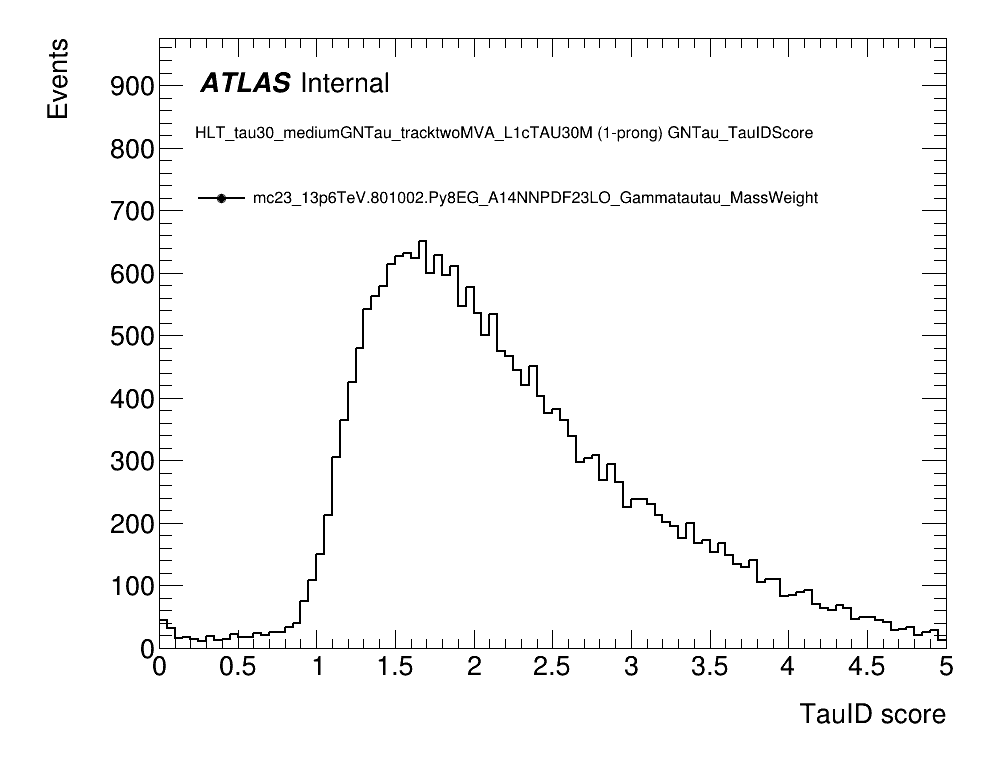 Events
900
ATLAS Internal
HLT_tau30_mediumGNTau_tracktwoMVA_L1cTAU30M (1-prong) GNTau_TauIDScore
800
mc23_13p6TeV.801002.Py8EG_A14NNPDF23LO_Gammatautau_MassWeight
700
600
500
400
300
200
100
0
0 0.5 1 1.5 2 2.5 3 3.5 4 4.5 5
TauID score